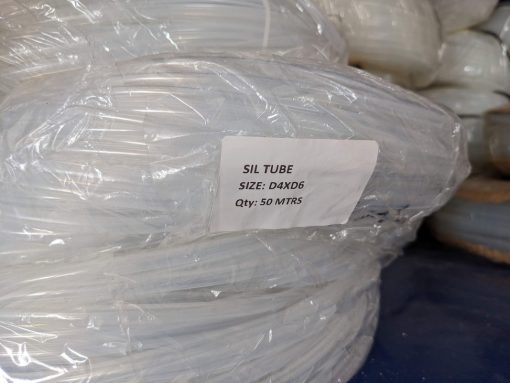 SIL TUBE
SIZE: D4XD6
Qty: 50 MTRS